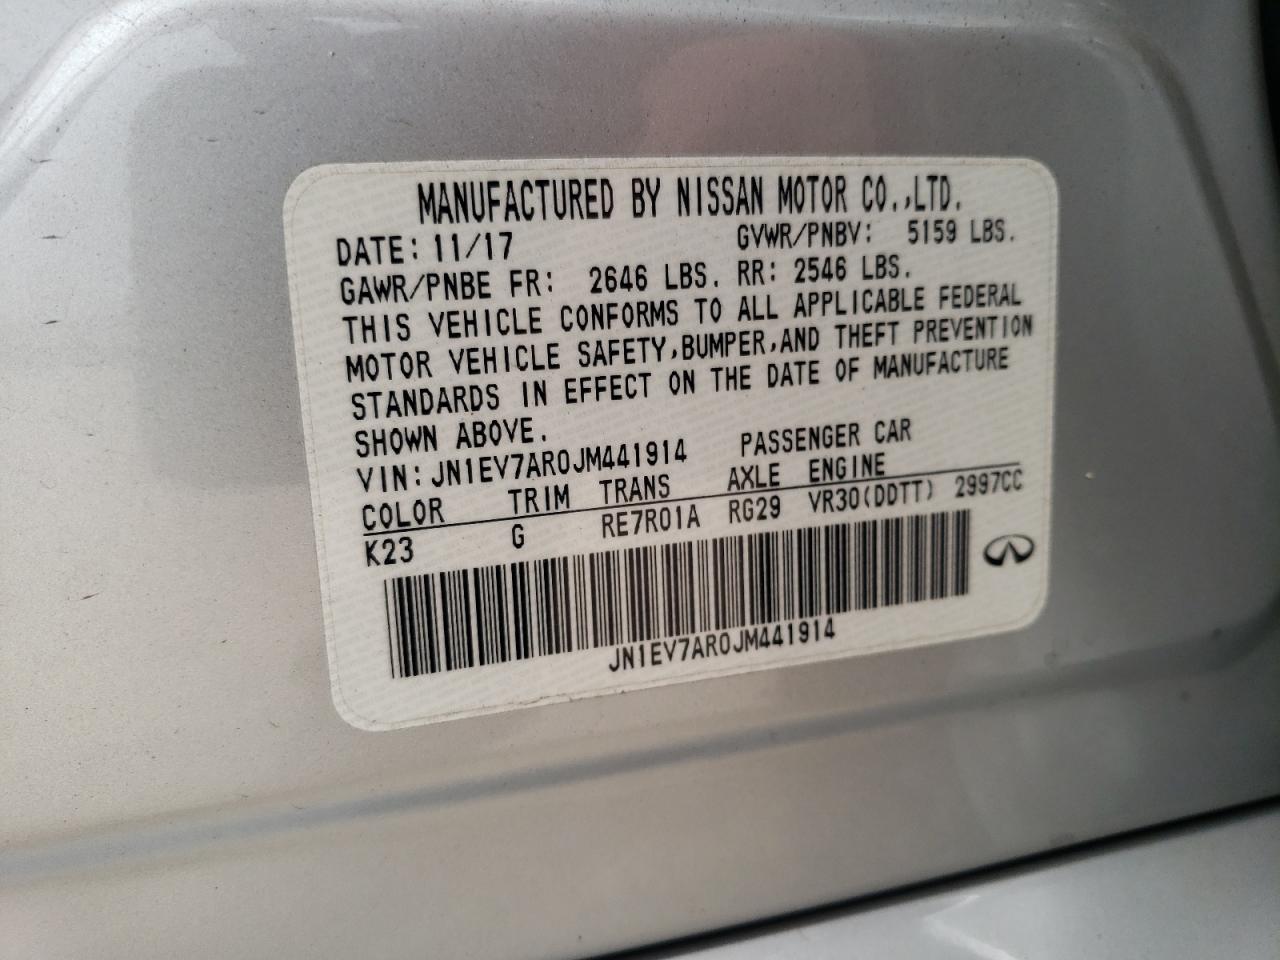 MANUFACTURED BY NISSAN MOTOR CO.,LTD.
DATE: 11/17 GVWR/PNBV: 5159 LBS.
GAWR/PNBE FR: 2646 LBS. RR: 2546 LBS.
THIS VEHICLE CONFORMS TO ALL APPLICABLE FEDERAL
MOTOR VEHICLE SAFETY,BUMPER,AND THEFT PREVENTION
STANDARDS IN EFFECT ON THE DATE OF MANUFACTURE
SHOWN ABOVE.
VIN:JN1EV7AR0JM441914 PASSENGER CAR
COLOR TRIM TRANS AXLE ENGINE
K23 G RE7R01A RG29 VR30(DDTT) 2997CC
JN1EV7AR0JM441914